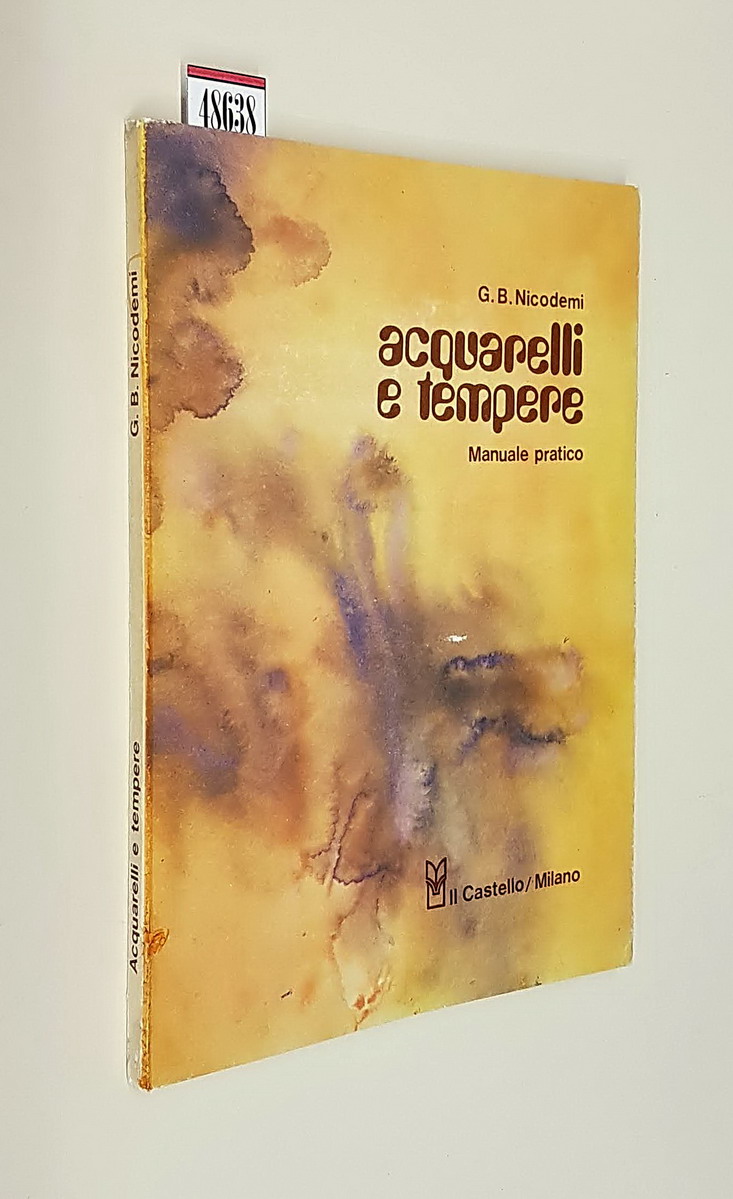 48638
G. B. Nicodemi
acquarelli
e tempere
Manuale pratico
Il Castello/Milano
G. B. Nicodemi
Acquarelli e tempere